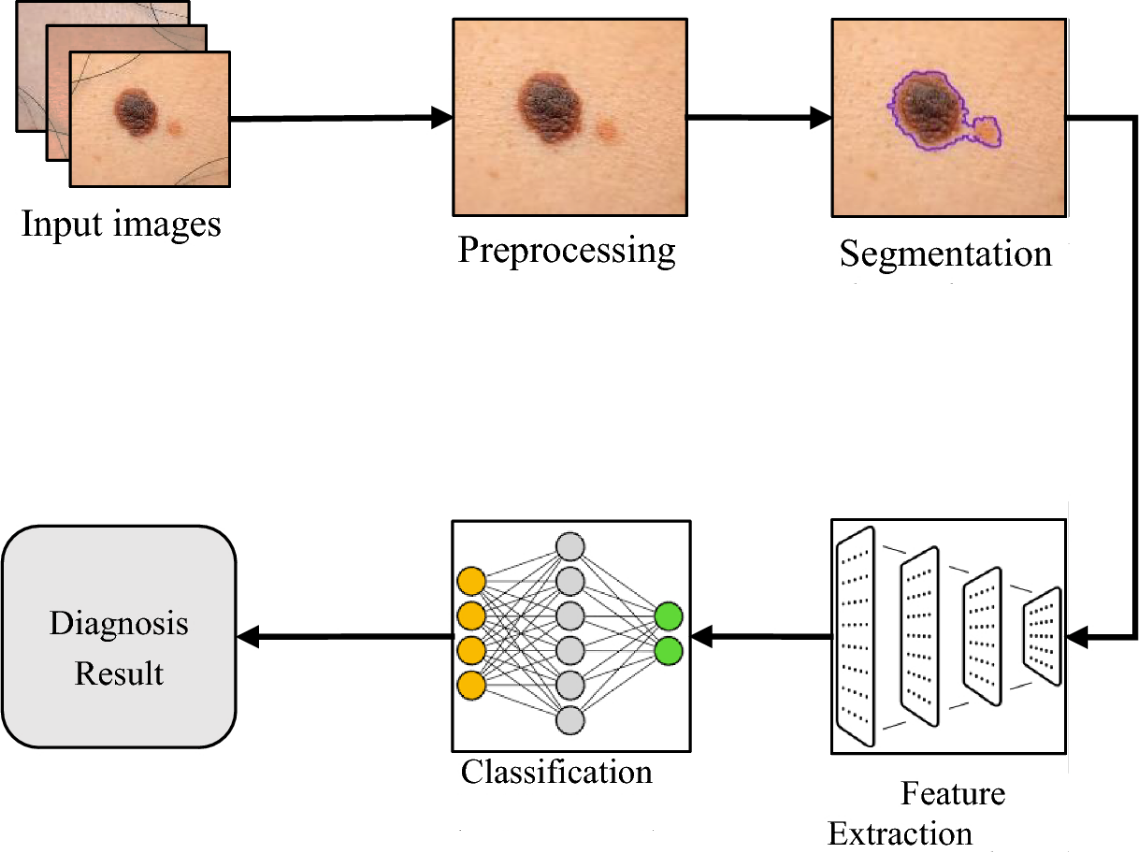 Input images
Preprocessing
Segmentation
Diagnosis
Result
Classification
Feature
Extraction